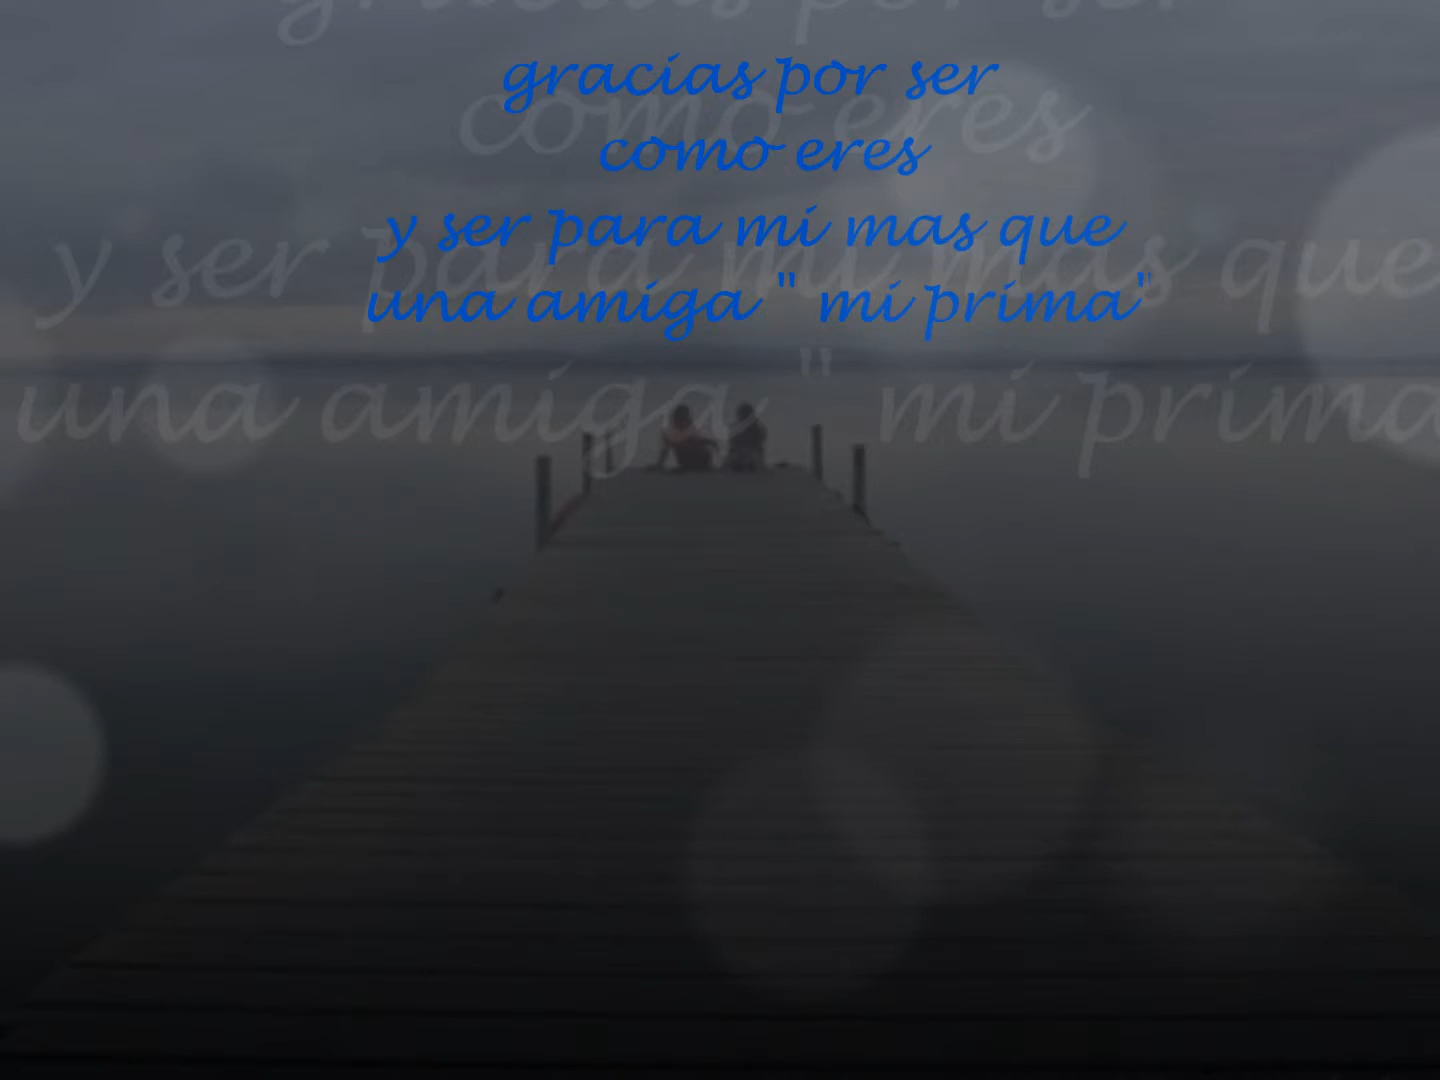 gracias por ser
como eres
y ser para mi mas que
una amiga " mi prima"